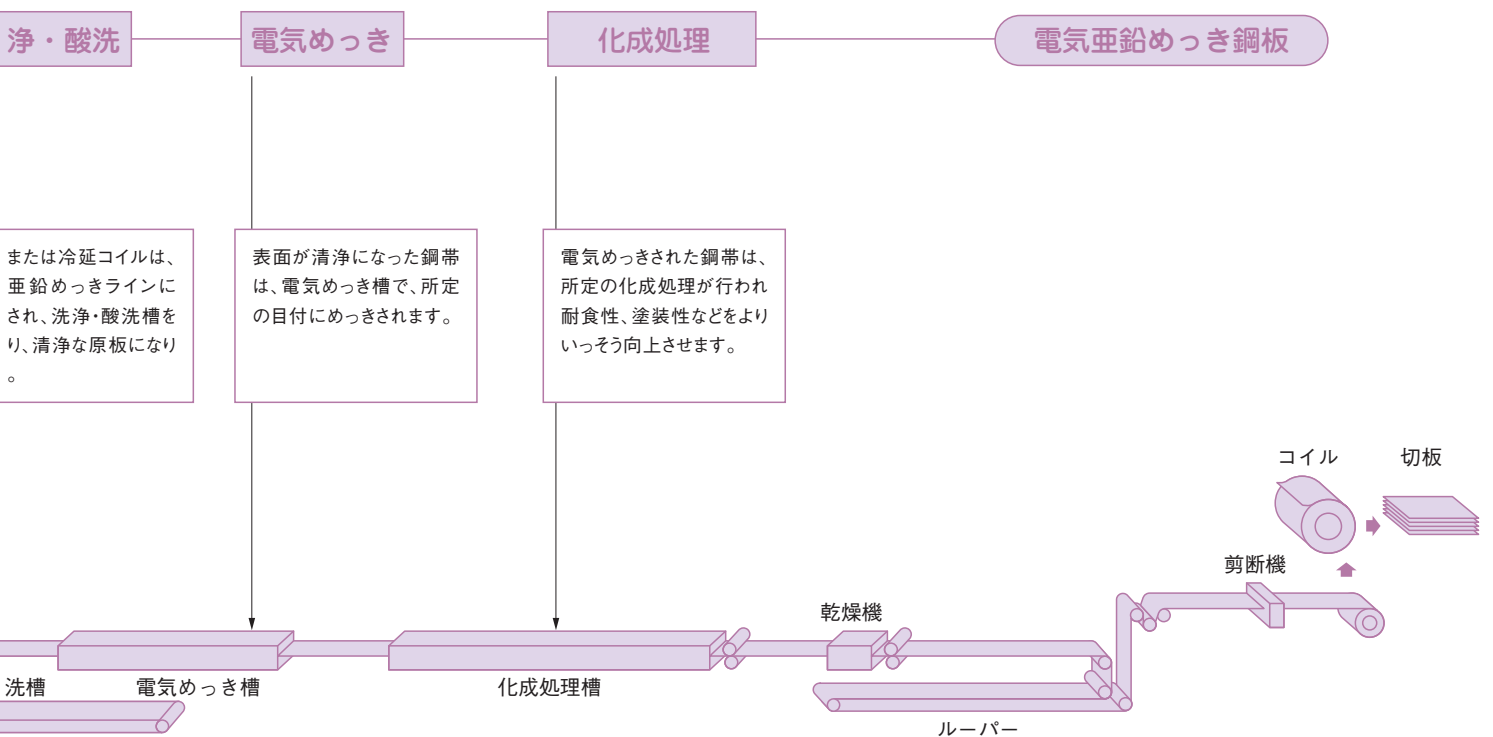 浄・酸洗
電気めっき
化成処理
電気亜鉛めっき鋼板
または冷延コイルは、
亜鉛めっきラインに
され、洗浄・酸洗槽を
り、清浄な原板になり
。
表面が清浄になった鋼帯
は、電気めっき槽で、所定
の目付にめっきされます。
電気めっきされた鋼帯は、
所定の化成処理が行われ
耐食性、塗装性などをより
いっそう向上させます。
コイル
切板
剪断機
乾燥機
洗槽
電気めっき槽
化成処理槽
ルーパー